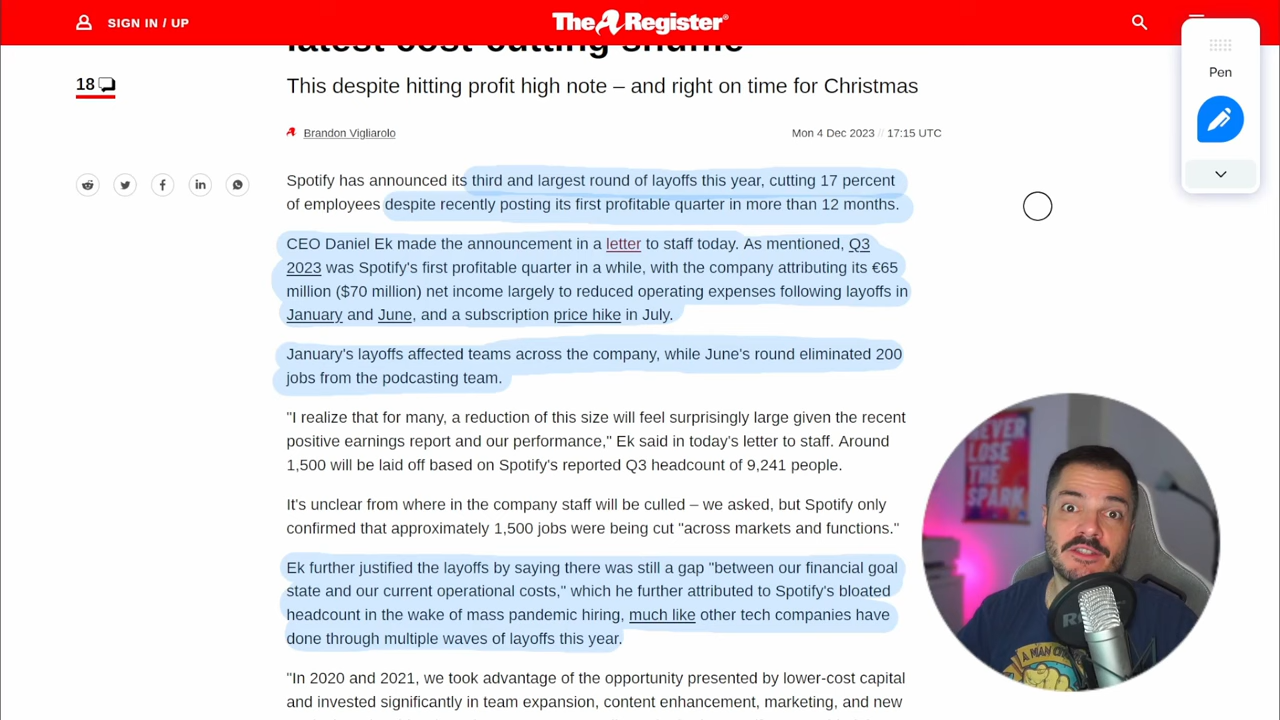 SIGN IN / UP
The Register®
Pen
latest cost-cutting shuffle
18
This despite hitting profit high note – and right on time for Christmas
Brandon Vigliarolo
Mon 4 Dec 2023 // 17:15 UTC
Spotify has announced its third and largest round of layoffs this year, cutting 17 percent
of employees despite recently posting its first profitable quarter in more than 12 months.
CEO Daniel Ek made the announcement in a letter to staff today. As mentioned, Q3
2023 was Spotify's first profitable quarter in a while, with the company attributing its €65
million ($70 million) net income largely to reduced operating expenses following layoffs in
January and June, and a subscription price hike in July.
January's layoffs affected teams across the company, while June's round eliminated 200
jobs from the podcasting team.
"I realize that for many, a reduction of this size will feel surprisingly large given the recent
positive earnings report and our performance," Ek said in today's letter to staff. Around
1,500 will be laid off based on Spotify's reported Q3 headcount of 9,241 people.
It's unclear from where in the company staff will be culled – we asked, but Spotify only
confirmed that approximately 1,500 jobs were being cut "across markets and functions."
Ek further justified the layoffs by saying there was still a gap "between our financial goal
state and our current operational costs," which he further attributed to Spotify's bloated
headcount in the wake of mass pandemic hiring, much like other tech companies have
done through multiple waves of layoffs this year.
"In 2020 and 2021, we took advantage of the opportunity presented by lower-cost capital
and invested significantly in team expansion, content enhancement, marketing, and new
NEVER
LOSE
THE
SPARK